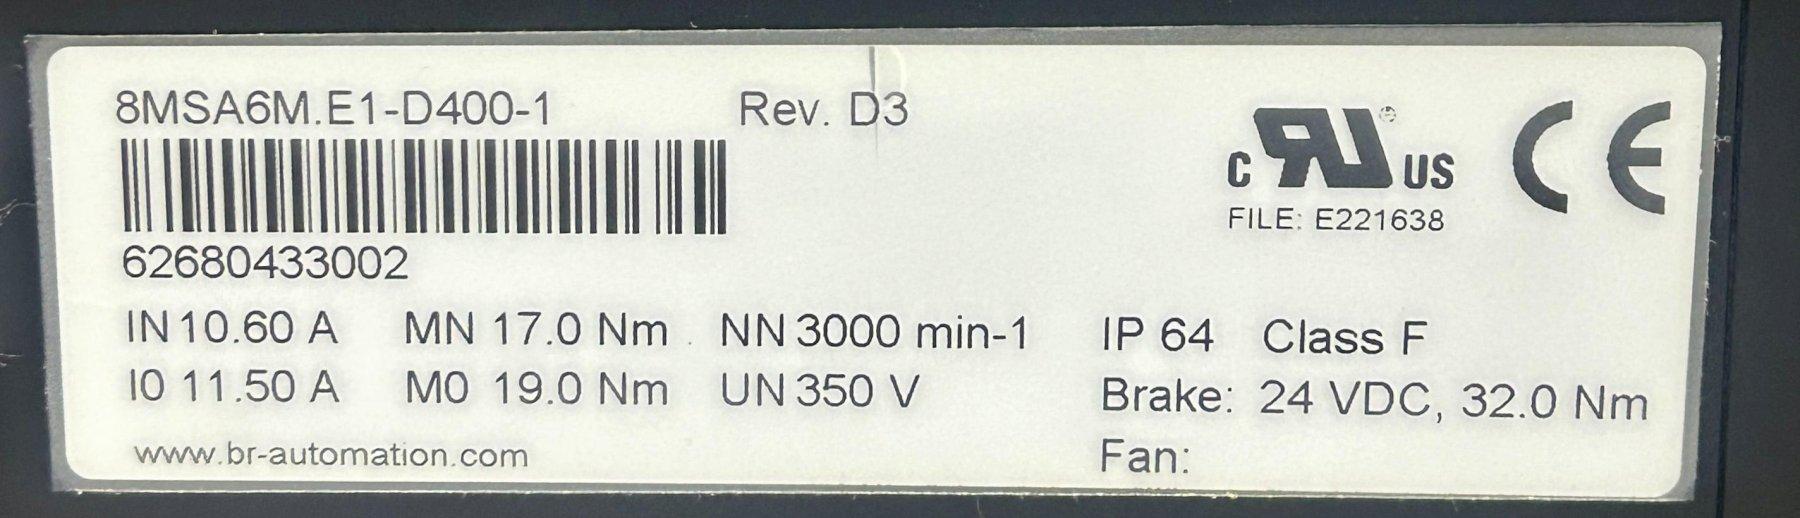 8MSA6M.E1-D400-1 Rev. D3
62680433002
c RU ® US CE
FILE: E221638
IN 10.60 A MN 17.0 Nm NN 3000 min-1 IP 64 Class F
I0 11.50 A M0 19.0 Nm UN 350 V Brake: 24 VDC, 32.0 Nm
www.br-automation.com Fan: